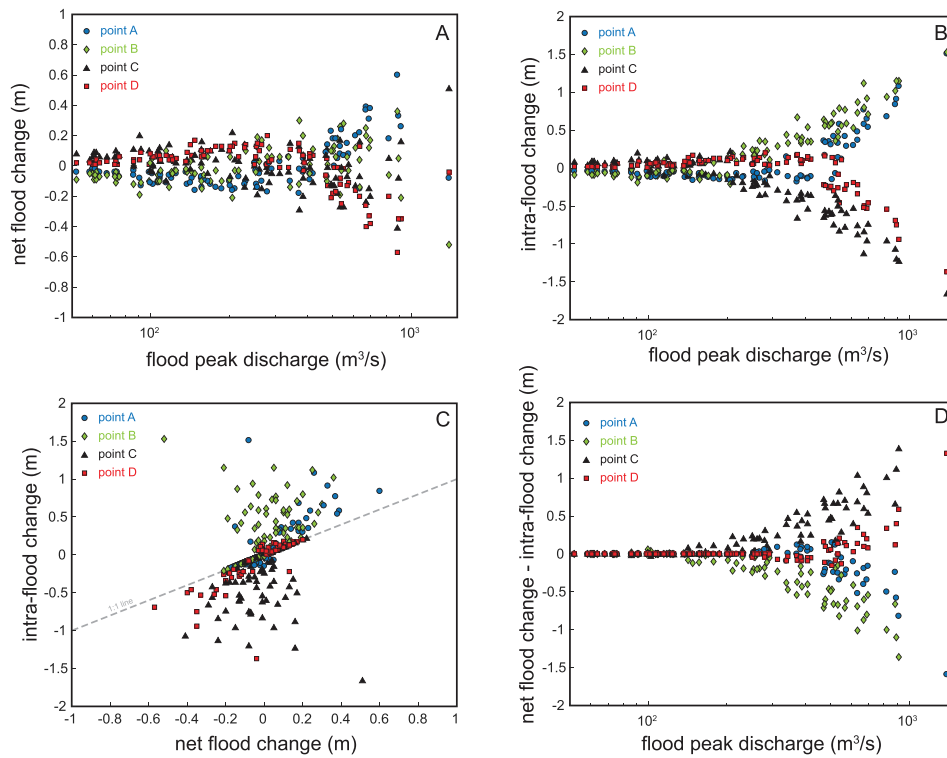 A
point A
point B
point C
point D
1
0.8
0.6
0.4
0.2
0
-0.2
-0.4
-0.6
-0.8
-1
net flood change (m)
10²
10³
flood peak discharge (m³/s)
B
point A
point B
point C
point D
2
1.5
1
0.5
0
-0.5
-1
-1.5
-2
intra-flood change (m)
10²
10³
flood peak discharge (m³/s)
C
point A
point B
point C
point D
2
1.5
1
0.5
0
-0.5
-1
-1.5
-2
intra-flood change (m)
1:1 line
-1
-0.8
-0.6
-0.4
-0.2
0
0.2
0.4
0.6
0.8
1
net flood change (m)
D
point A
point B
point C
point D
2
1.5
1
0.5
0
-0.5
-1
-1.5
-2
net flood change - intra-flood change (m)
10²
10³
flood peak discharge (m³/s)